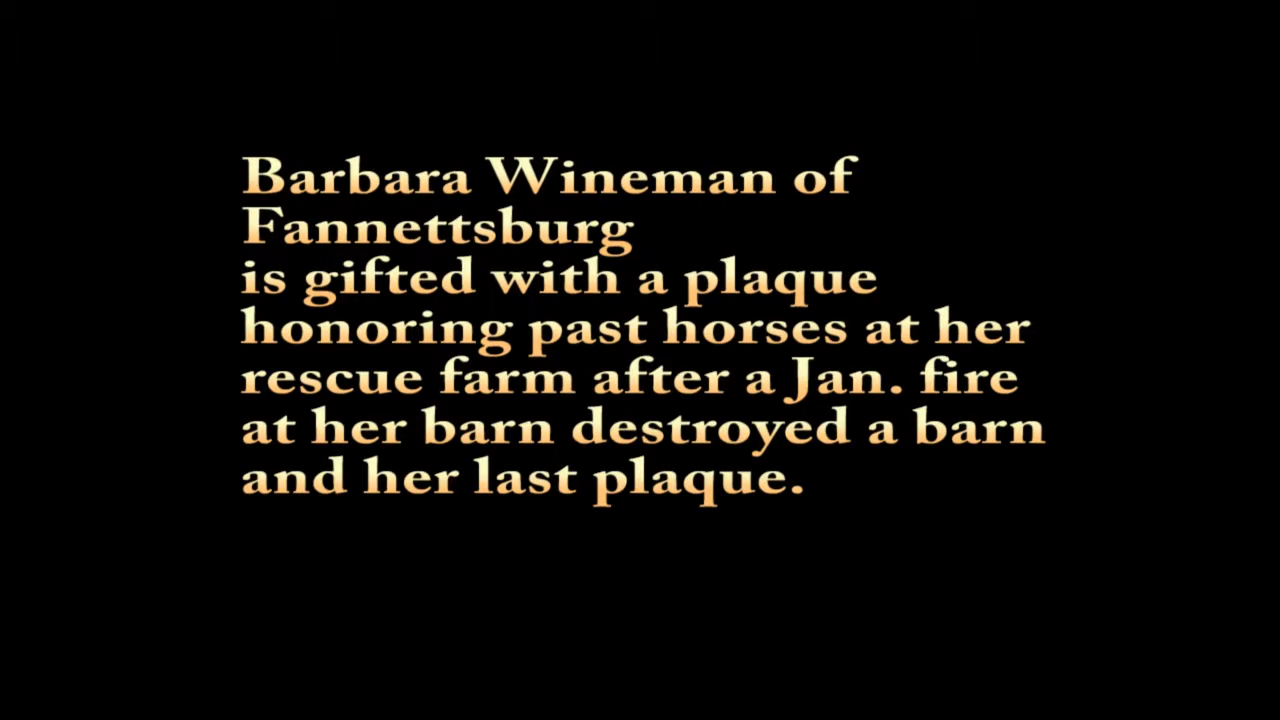 Barbara Wineman of
Fannettsburg
is gifted with a plaque
honoring past horses at her
rescue farm after a Jan. fire
at her barn destroyed a barn
and her last plaque.